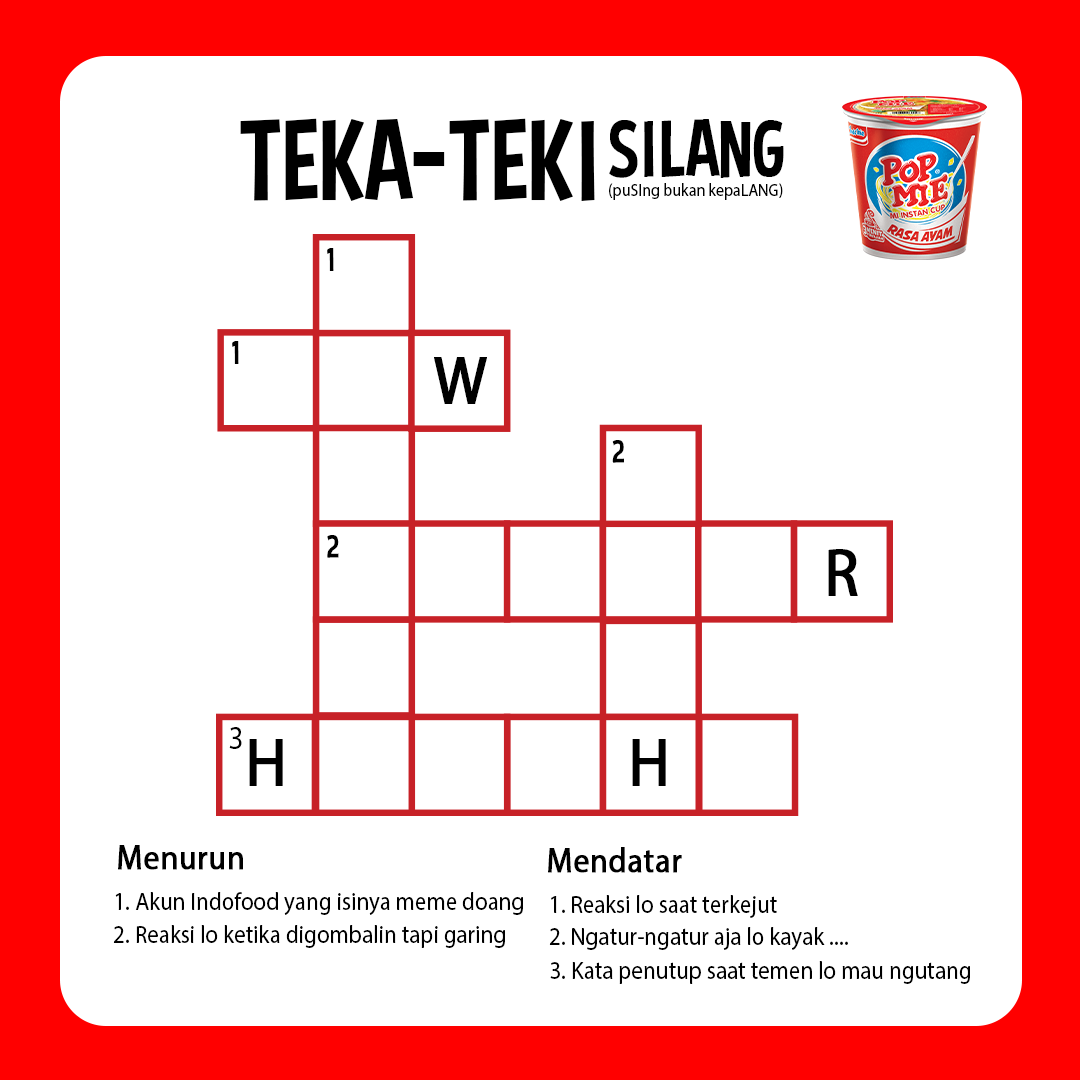 TEKA-TEKI SILANG
(puSIng bukan kepaLANG)
POP
MIE
MI INSTAN CUP
RASA AYAM
1
1
W
2
2
R
3
H
H
Menurun
1. Akun Indofood yang isinya meme doang
2. Reaksi lo ketika digombalin tapi garing
Mendatar
1. Reaksi lo saat terkejut
2. Ngatur-ngatur aja lo kayak ....
3. Kata penutup saat temen lo mau ngutang